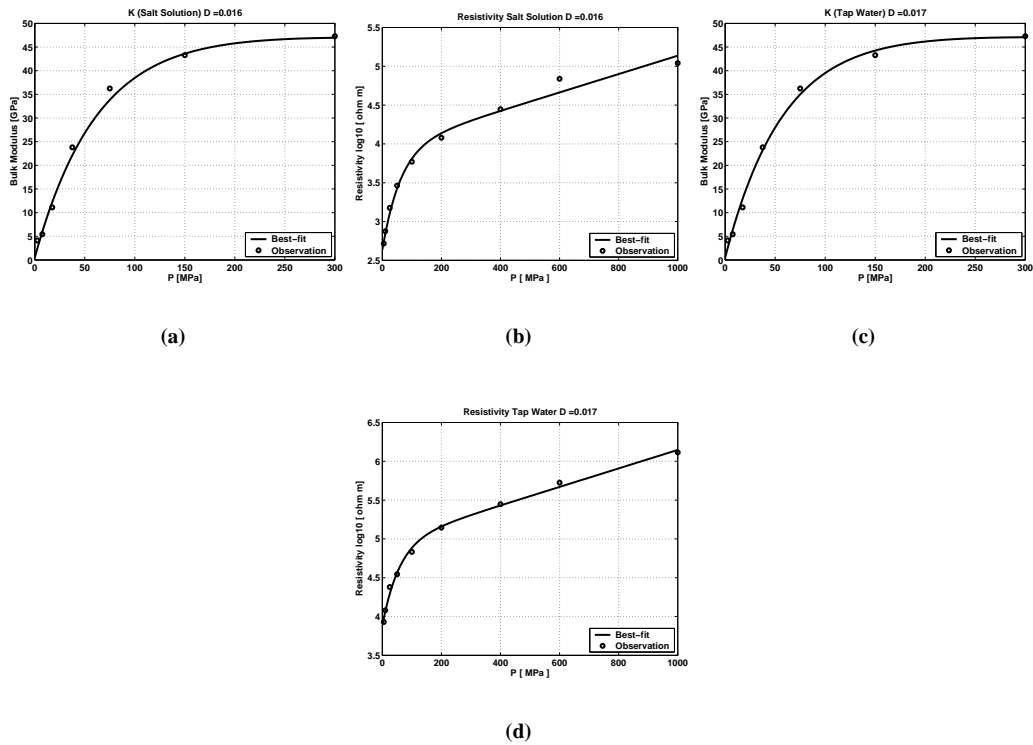 K (Salt Solution) D =0.016
50
45
40
35
30
25
20
15
10
5
0
Bulk Modulus [GPa]
0 50 100 150 200 250 300
P [MPa]
Best−fit
Observation
(a)
Resistivity Salt Solution D =0.016
5.5
5
4.5
4
3.5
3
2.5
Resistivity log10 [ ohm m]
0 200 400 600 800 1000
P [ MPa ]
Best−fit
Observation
(b)
K (Tap Water) D =0.017
50
45
40
35
30
25
20
15
10
5
0
Bulk Modulus [GPa]
0 50 100 150 200 250 300
P [MPa]
Best−fit
Observation
(c)
Resistivity Tap Water D =0.017
6.5
6
5.5
5
4.5
4
3.5
Resistivity log10 [ ohm m]
0 200 400 600 800 1000
P [ MPa ]
Best−fit
Observation
(d)